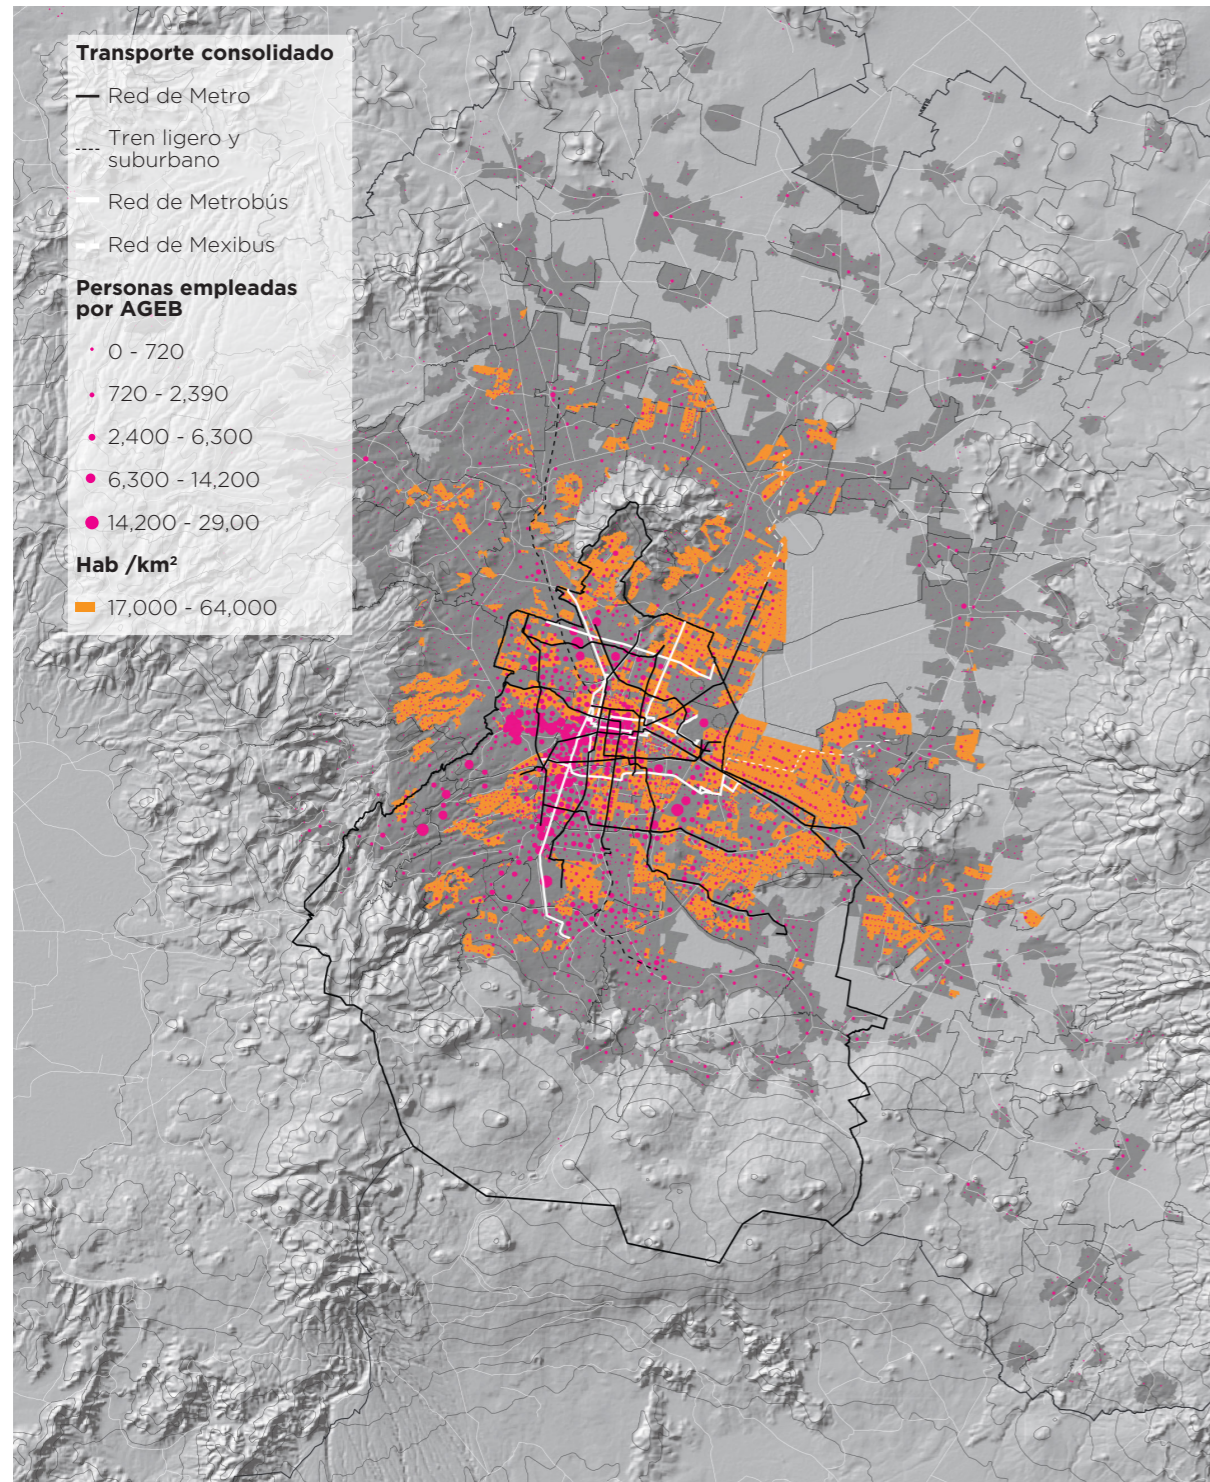 Transporte consolidado
Red de Metro
Tren ligero y
suburbano
Red de Metrobús
Red de Mexibus
Personas empleadas
por AGEB
0 - 720
720 - 2,390
2,400 - 6,300
6,300 - 14,200
14,200 - 29,00
Hab /km²
17,000 - 64,000